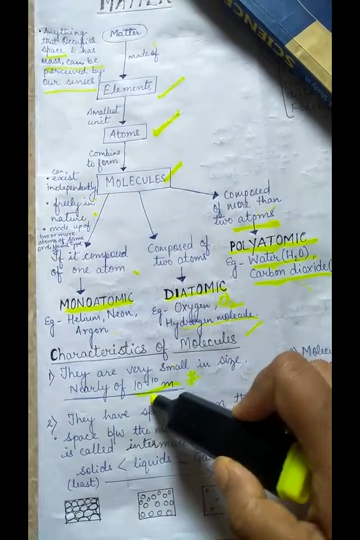 MATTER
SCIENCE
• Anything
that occupies
space & has
mass, can be
perceived by
our senses
Matter
made of
Elements
Smallest
unit
Atoms
Combine
to form
MOLECULES
• can exist
independently
• freely in
nature
• made up of
two or more
atoms of same
If it composed
of one atom
MONOATOMIC
Eg - Helium, Neon,
Argon
Composed of
two atoms
DIATOMIC
Eg - Oxygen,
Hydrogen molecule.
composed
of more than
two atoms
POLYATOMIC
Eg - Water (H₂O),
Carbon dioxide (
Characteristics of Molecules
1) They are very small in size.
Nearly of 10⁻¹⁰ m
2) They have
space b/w the
is called
solids < liquids <
(least)